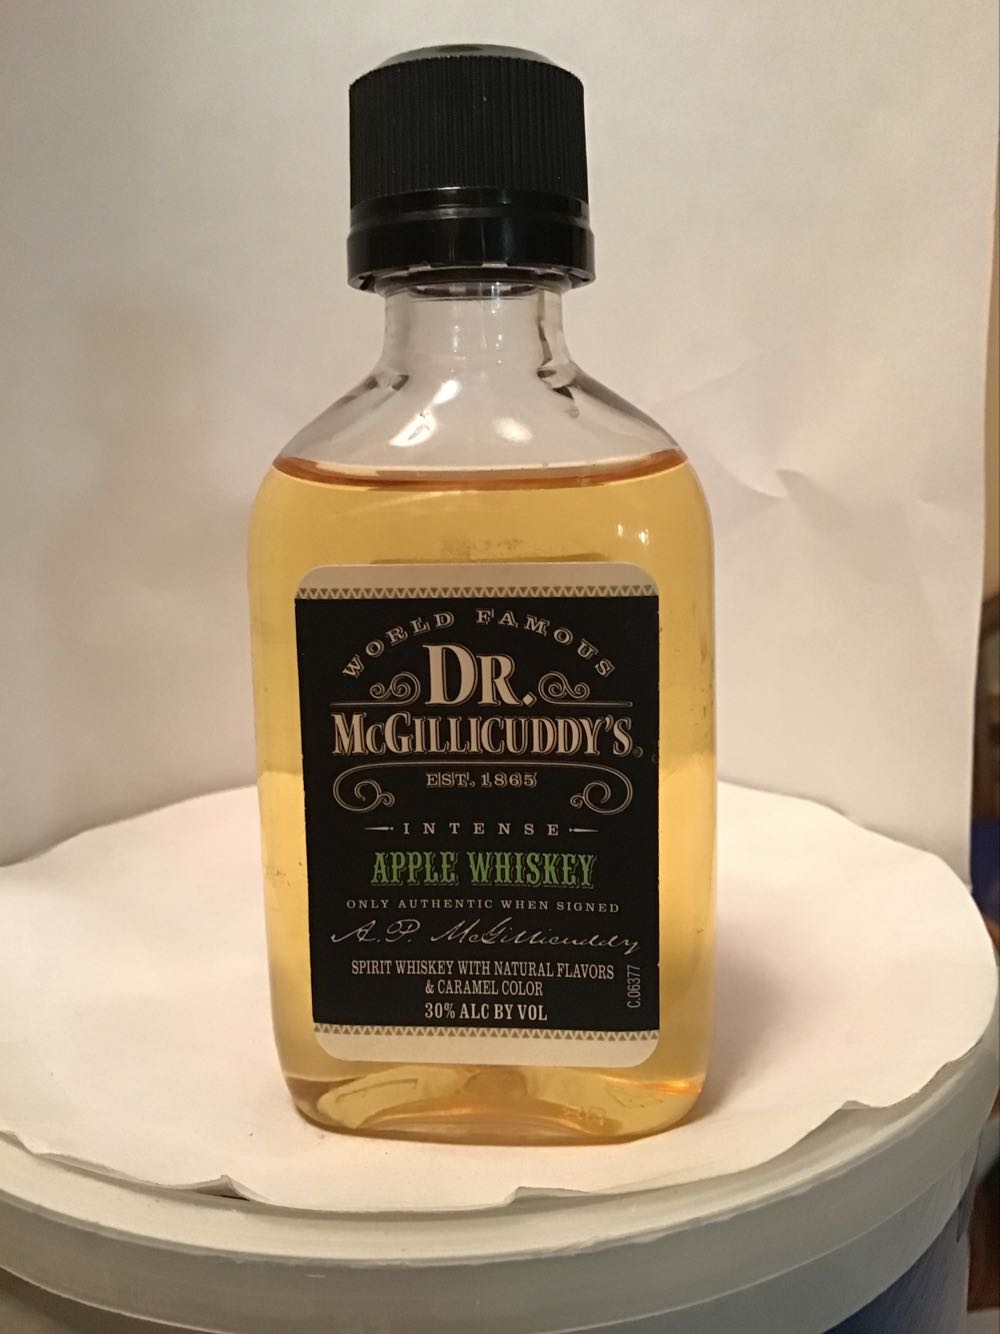 WORLD FAMOUS
DR.
MCGILLICUDDY'S®
EST. 1865
INTENSE
APPLE WHISKEY
ONLY AUTHENTIC WHEN SIGNED
A. P. McGillicuddy
SPIRIT WHISKEY WITH NATURAL FLAVORS
& CARAMEL COLOR
30% ALC BY VOL
C.06377